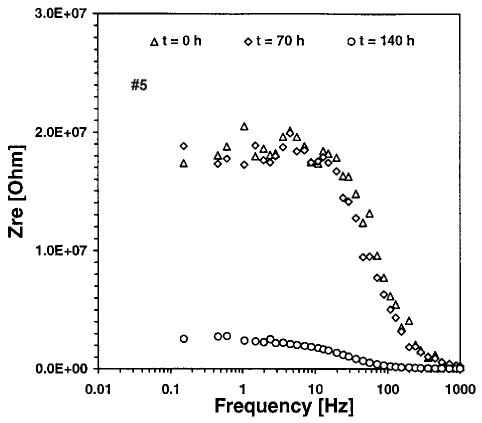 3.0E+07
△ t = 0 h ◇ t = 70 h ○ t = 140 h
#5
2.0E+07
Zre [Ohm]
1.0E+07
0.0E+00
0.01 0.1 1 10 100 1000
Frequency [Hz]